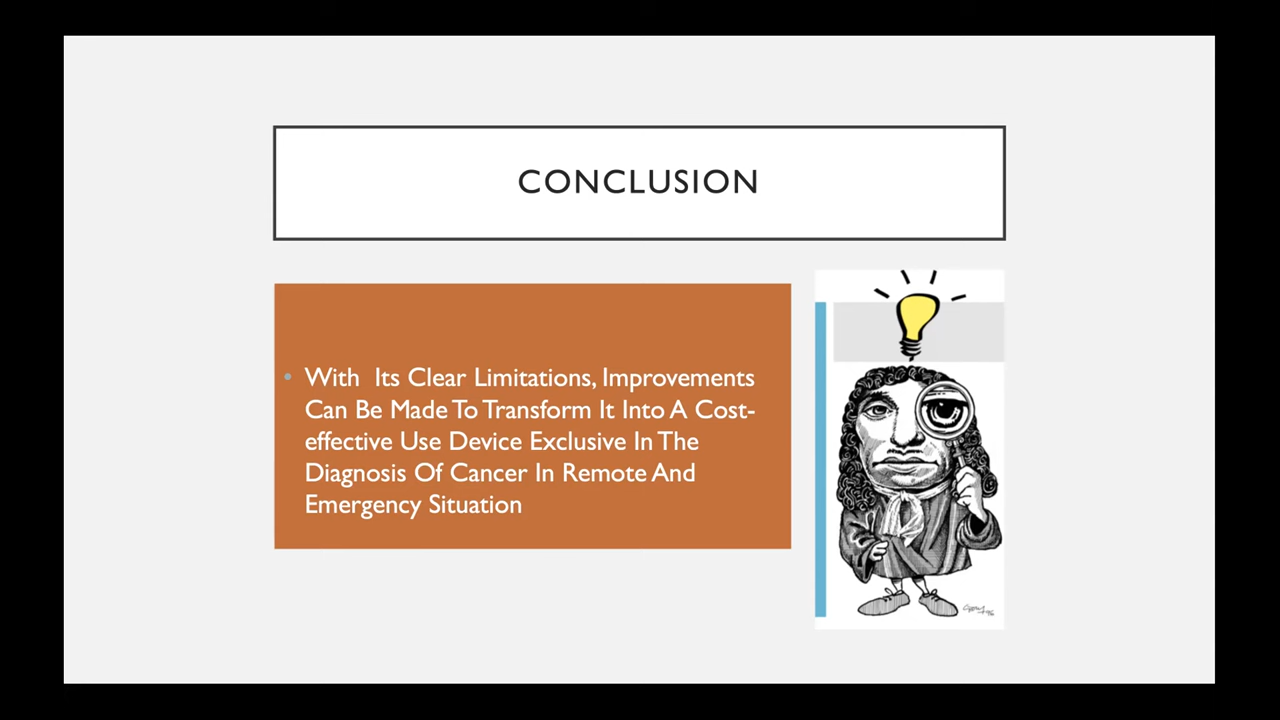 CONCLUSION
• With Its Clear Limitations, Improvements
Can Be Made To Transform It Into A Cost-
effective Use Device Exclusive In The
Diagnosis Of Cancer In Remote And
Emergency Situation